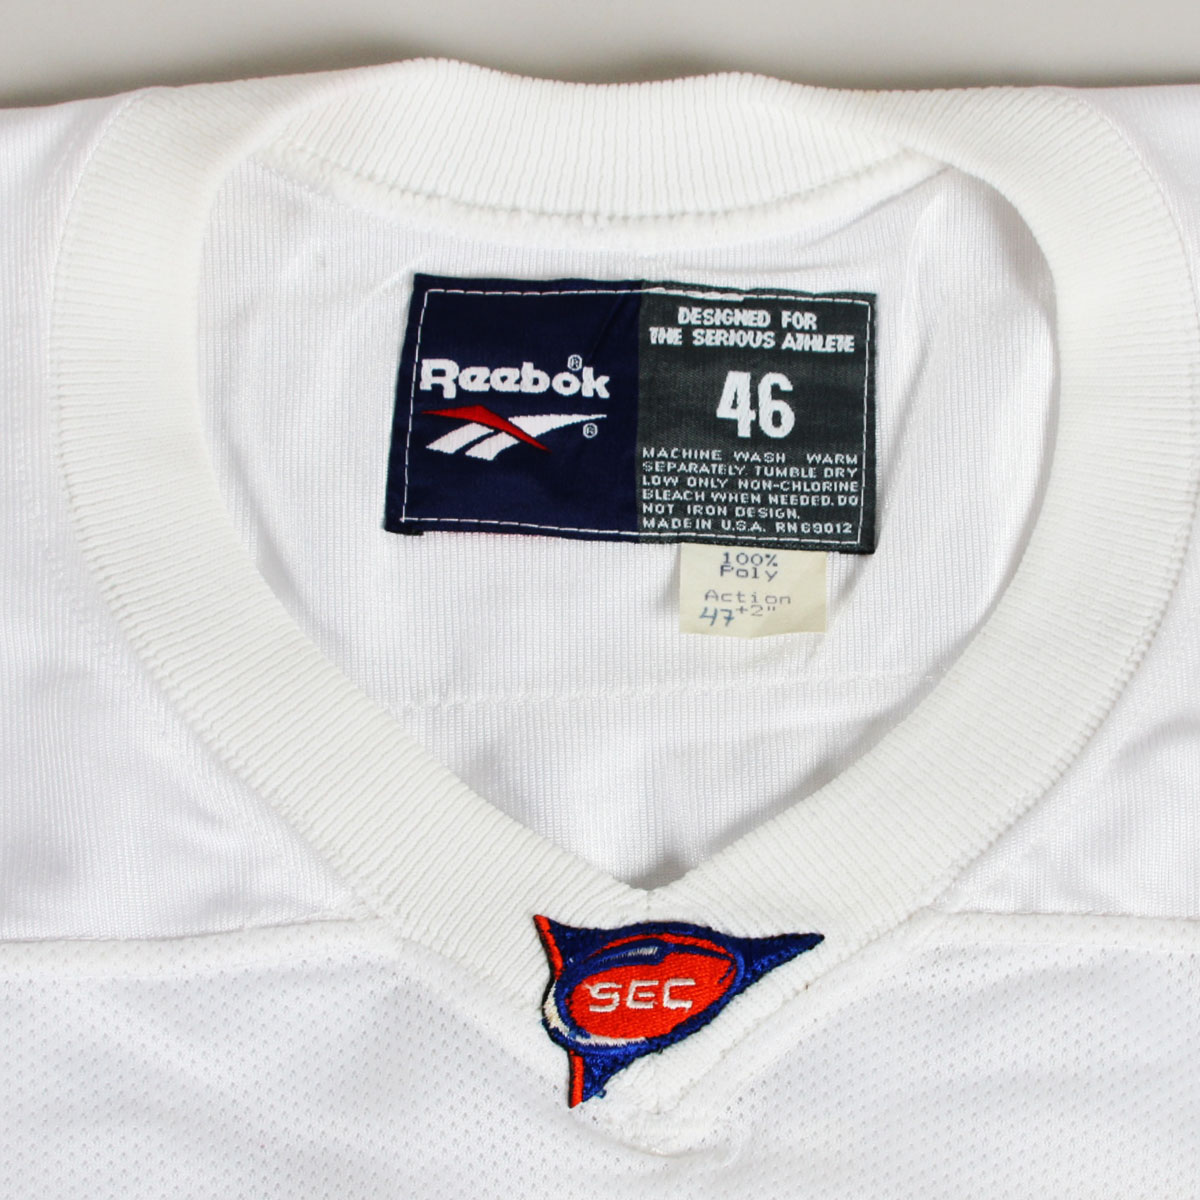 Reebok®
®
DESIGNED FOR
THE SERIOUS ATHLETE
46
MACHINE WASH WARM
SEPARATELY. TUMBLE DRY
LOW ONLY NON-CHLORINE
BLEACH WHEN NEEDED. DO
NOT IRON DESIGN.
MADE IN U.S.A. RN69012
100%
Poly
Action
47 +2"
SEC